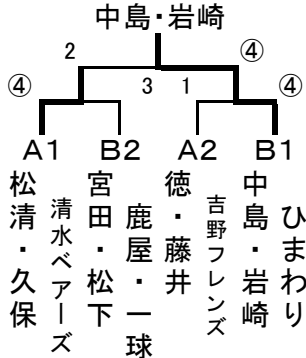 中島・岩崎
2 ④
④ 3 1 ④
A1 B2 A2 B1
松清・久保
清水ベアーズ
宮田・松下
鹿屋・一球
徳・藤井
吉野フレンズ
中島・岩崎
ひまわり